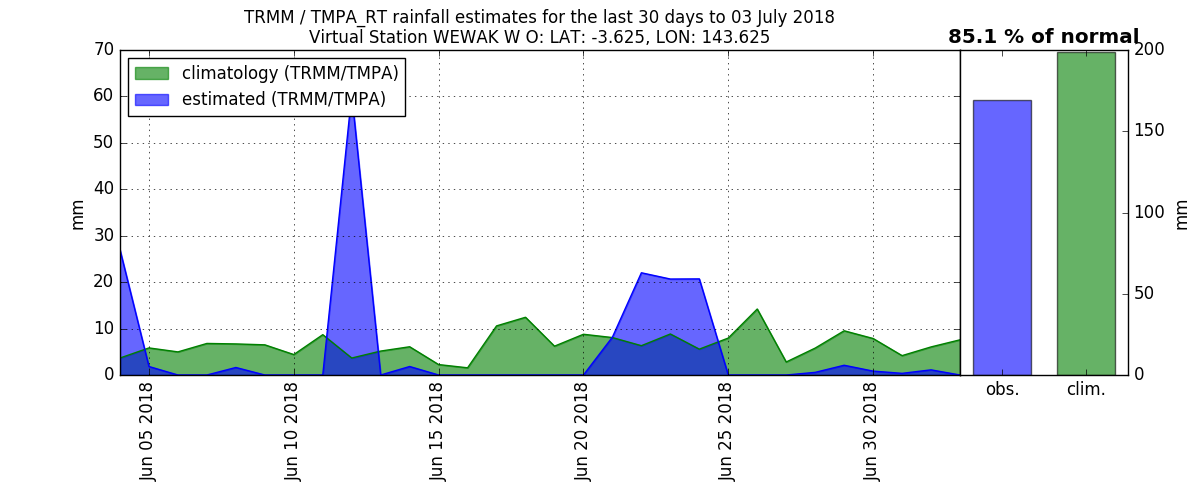 TRMM / TMPA_RT rainfall estimates for the last 30 days to 03 July 2018
Virtual Station WEWAK W O: LAT: -3.625, LON: 143.625
85.1 % of normal
climatology (TRMM/TMPA)
estimated (TRMM/TMPA)
70
60
50
40
30
20
10
0
mm
Jun 05 2018
Jun 10 2018
Jun 15 2018
Jun 20 2018
Jun 25 2018
Jun 30 2018
obs.
clim.
200
150
100
50
0
mm